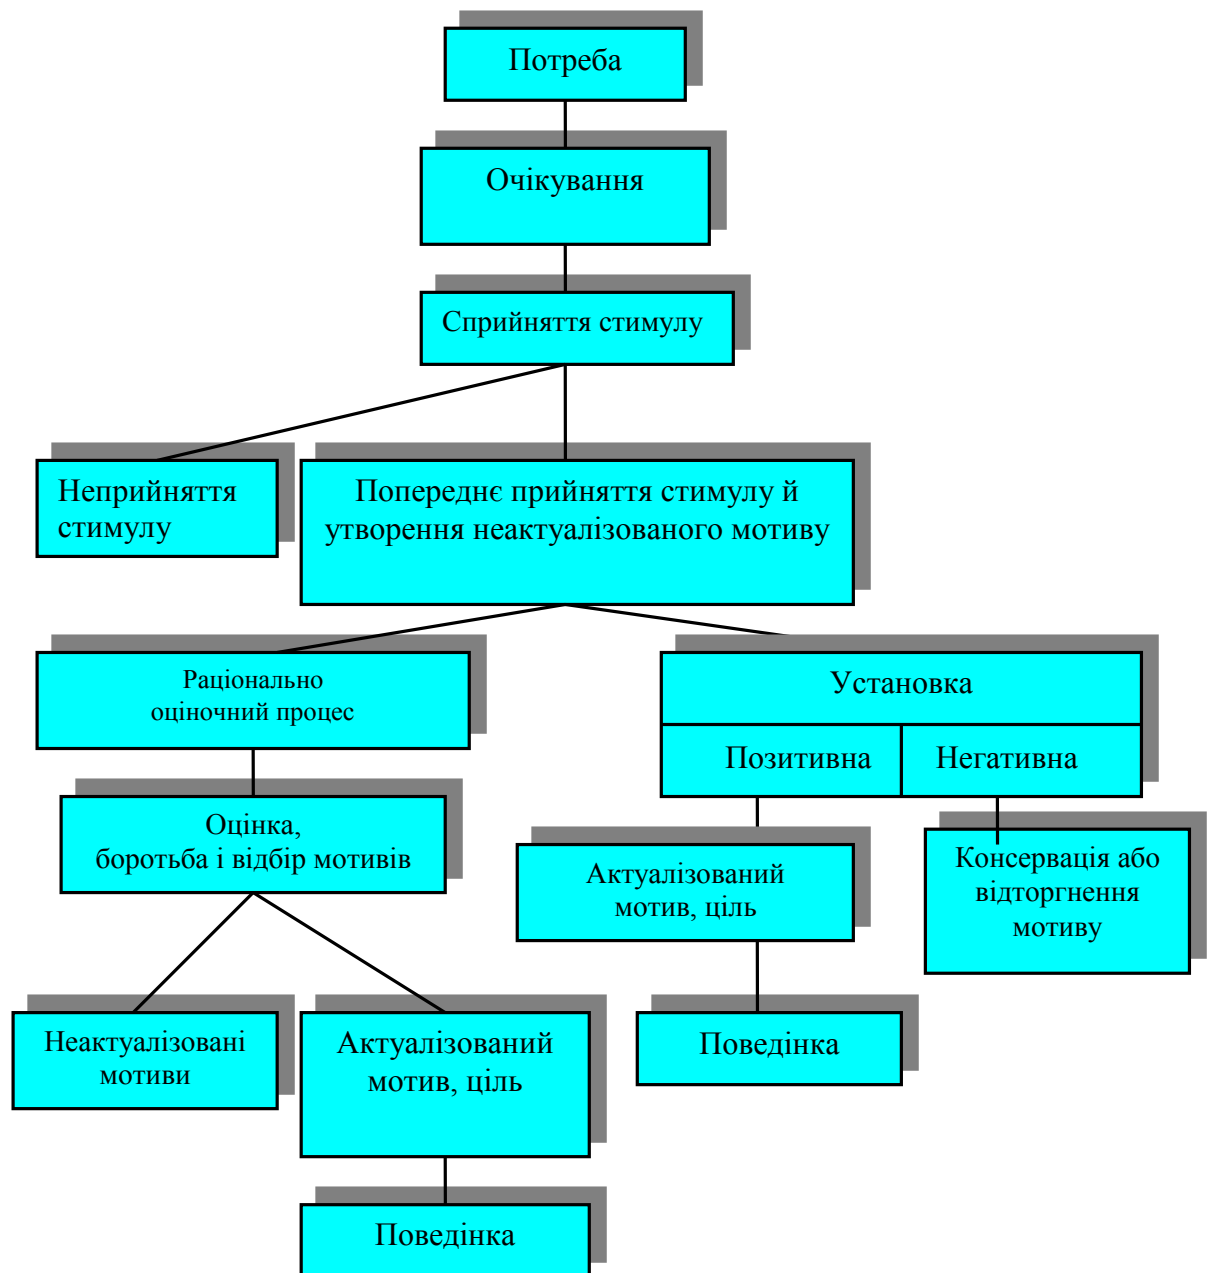 Потреба
Очікування
Сприйняття стимулу
Неприйняття
стимулу
Попереднє прийняття стимулу й
утворення неактуалізованого мотиву
Раціонально
оціночний процес
Установка
Позитивна
Негативна
Оцінка,
боротьба і відбір мотивів
Актуалізований
мотив, ціль
Консервація або
відторгнення
мотиву
Неактуалізовані
мотиви
Актуалізований
мотив, ціль
Поведінка
Поведінка